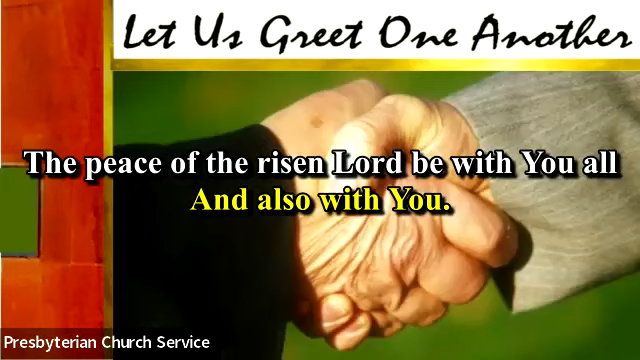 Let Us Greet One Another
The peace of the risen Lord be with You all
And also with You.
Presbyterian Church Service